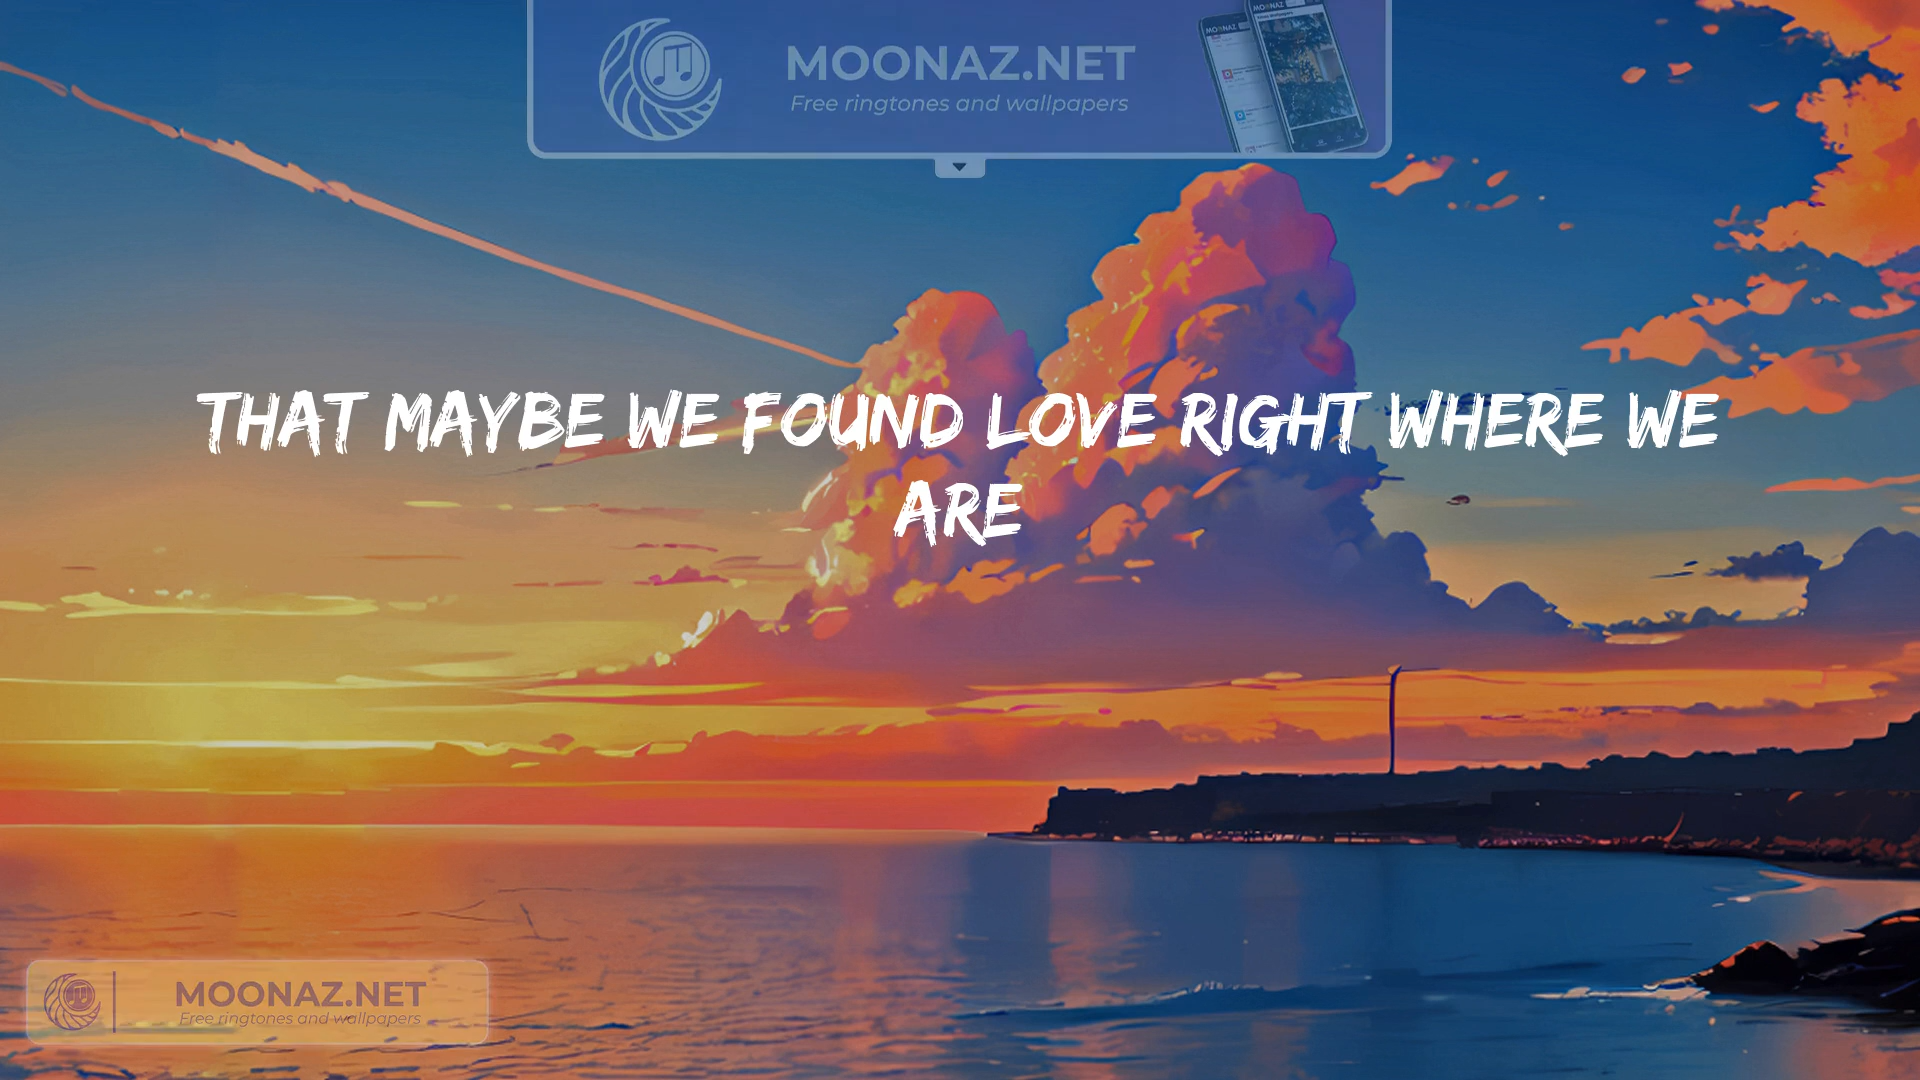 MOONAZ.NET
Free ringtones and wallpapers
THAT MAYBE WE FOUND LOVE RIGHT WHERE WE
ARE
MOONAZ.NET
Free ringtones and wallpapers